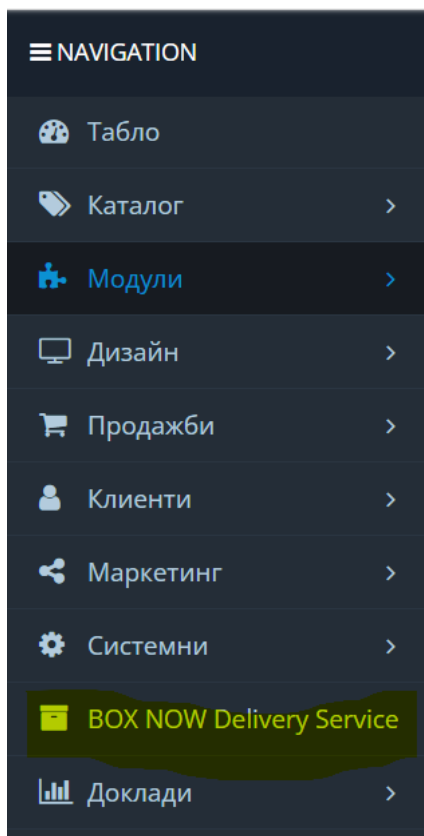 NAVIGATION
Табло
Каталог
Модули
Дизайн
Продажби
Клиенти
Маркетинг
Системни
BOX NOW Delivery Service
Доклади